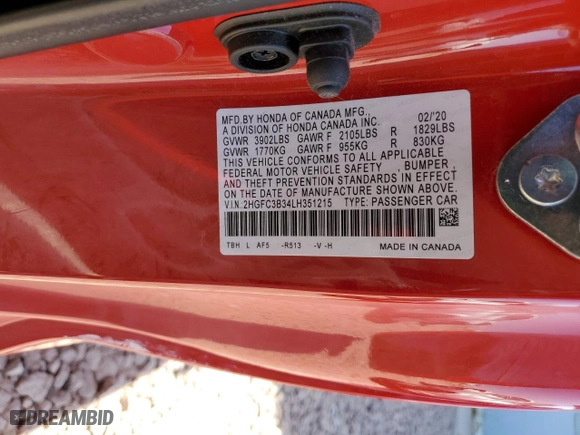 MFD.BY HONDA OF CANADA MFG., 02/'20
A DIVISION OF HONDA CANADA INC.
GVWR 3902LBS GAWR F 2105LBS R 1829LBS
GVWR 1770KG GAWR F 955KG R 830KG
THIS VEHICLE CONFORMS TO ALL APPLICABLE
FEDERAL MOTOR VEHICLE SAFETY, BUMPER,
AND THEFT PREVENTION STANDARDS IN EFFECT
ON THE DATE OF MANUFACTURE SHOWN ABOVE.
V.I.N.:2HGFC3B34LH351215 TYPE: PASSENGER CAR
TBH L AF5 -R513 -V -H MADE IN CANADA
DREAMBID